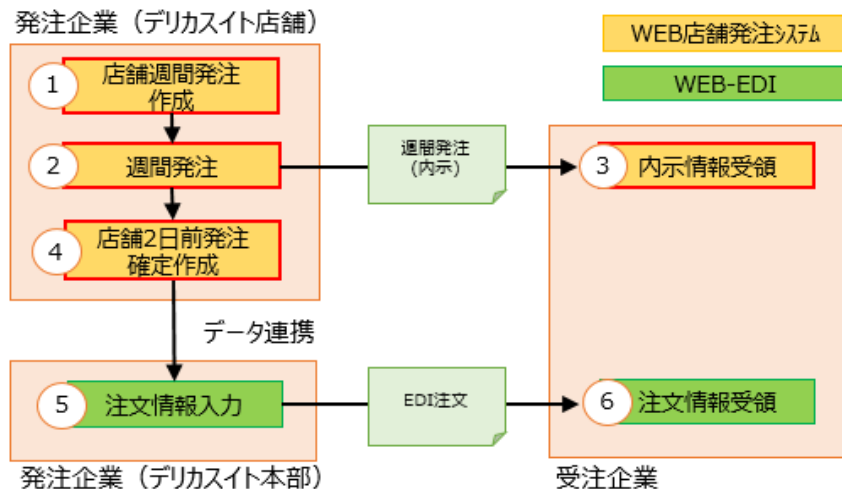 発注企業（デリカスイト店舗）
WEB店舗発注ｼｽﾃﾑ
WEB-EDI
1
店舗週間発注
作成
2
週間発注
週間発注
(内示)
3
内示情報受領
4
店舗2日前発注
確定作成
データ連携
5
注文情報入力
EDI注文
6
注文情報受領
発注企業（デリカスイト本部）
受注企業